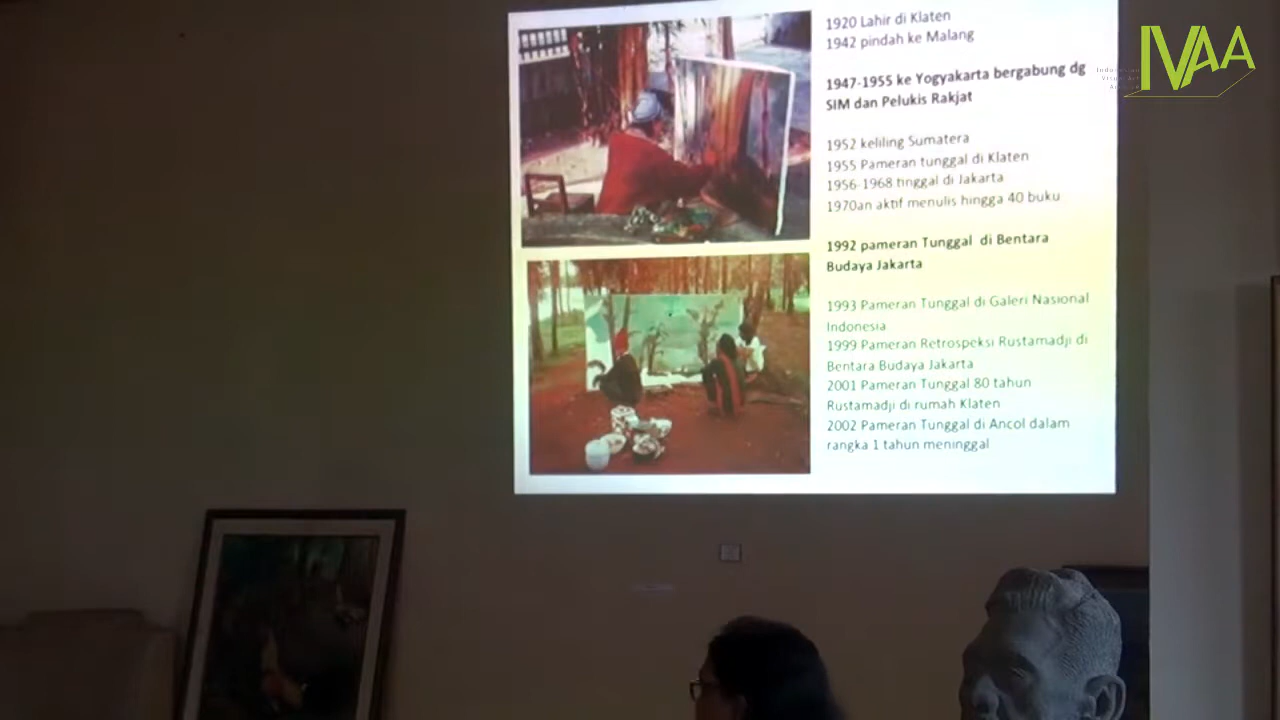 1920 Lahir di Klaten
1942 pindah ke Malang
1947-1955 ke Yogyakarta bergabung dg
SIM dan Pelukis Rakjat
1952 keliling Sumatera
1955 Pameran tunggal di Klaten
1956-1968 tinggal di Jakarta
1970an aktif menulis hingga 40 buku
1992 pameran Tunggal di Bentara
Budaya Jakarta
1993 Pameran Tunggal di Galeri Nasional
Indonesia
1999 Pameran Retrospeksi Rustamadji di
Bentara Budaya Jakarta
2001 Pameran Tunggal 80 tahun
Rustamadji di rumah Klaten
2002 Pameran Tunggal di Ancol dalam
rangka 1 tahun meninggal
IVAA